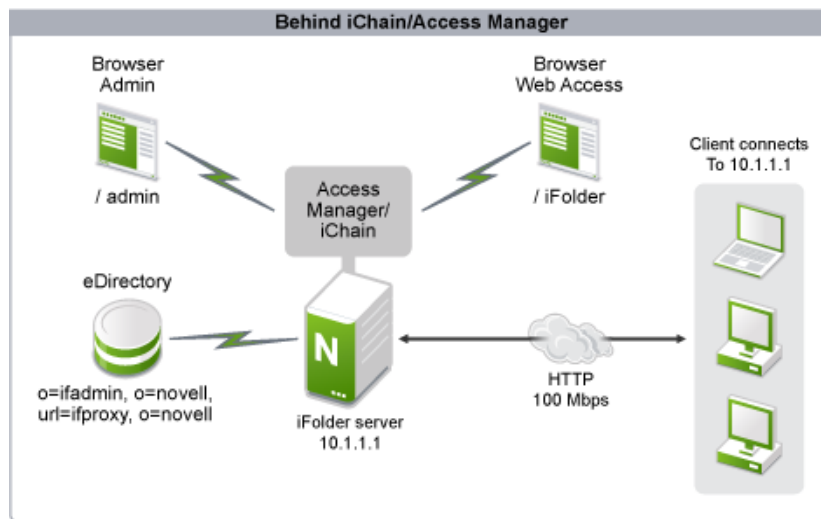 Behind iChain/Access Manager
Browser
Admin
/ admin
Browser
Web Access
/ iFolder
Client connects
To 10.1.1.1
Access
Manager/
iChain
eDirectory
o=ifadmin, o=novell,
url=ifproxy, o=novell
N
iFolder server
10.1.1.1
HTTP
100 Mbps